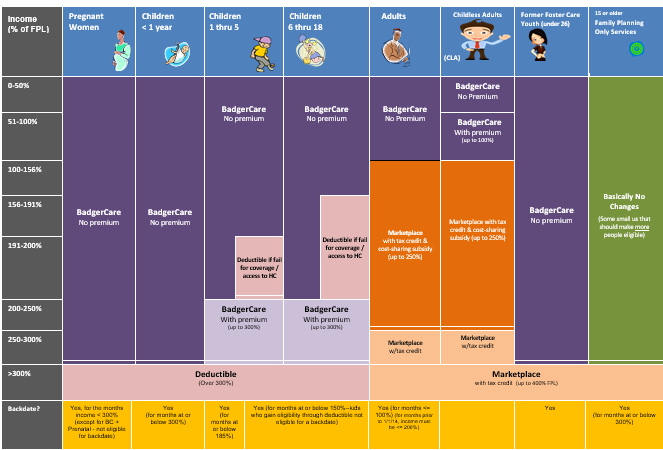 Income
(% of FPL)
Pregnant
Women
Children
< 1 year
Children
1 thru 5
Children
6 thru 18
Adults
Childless Adults
(CLA)
Former Foster Care
Youth (under 26)
15 or older
Family Planning
Only Services
0-50%
51-100%
100-156%
156-191%
191-200%
200-250%
250-300%
>300%
Backdate?
BadgerCare
No premium
BadgerCare
No premium
BadgerCare
No premium
Deductible if fail
for coverage /
access to HC
BadgerCare
With premium
(up to 300%)
BadgerCare
No premium
Deductible if fail
for coverage /
access to HC
BadgerCare
With premium
(up to 300%)
BadgerCare
No Premium
Marketplace
with tax credit &
cost-sharing
subsidy
(up to 250%)
Marketplace
w/tax credit
BadgerCare
No Premium
BadgerCare
With premium
(up to 100%)
Marketplace with tax
credit & cost-sharing
subsidy (up to 250%)
Marketplace
w/tax credit
BadgerCare
No premium
Basically No
Changes
(Some small us that
should make more
people eligible)
Deductible
(Over 300%)
Marketplace
with tax credit (up to 400% FPL)
Yes, for the months
income < 300%
(except for BC +
Prenatal - not eligible
for backdate)
Yes
(for months at or
below 300%)
Yes
(for
months at
or below
185%)
Yes (for months at or below 150%--kids
who gain eligibility through deductible not
eligible for a backdate)
Yes (for months <=
100%) (for months prior
to 1/1/14, income must
be <= 200%)
Yes
Yes
(for months at or below
300%)